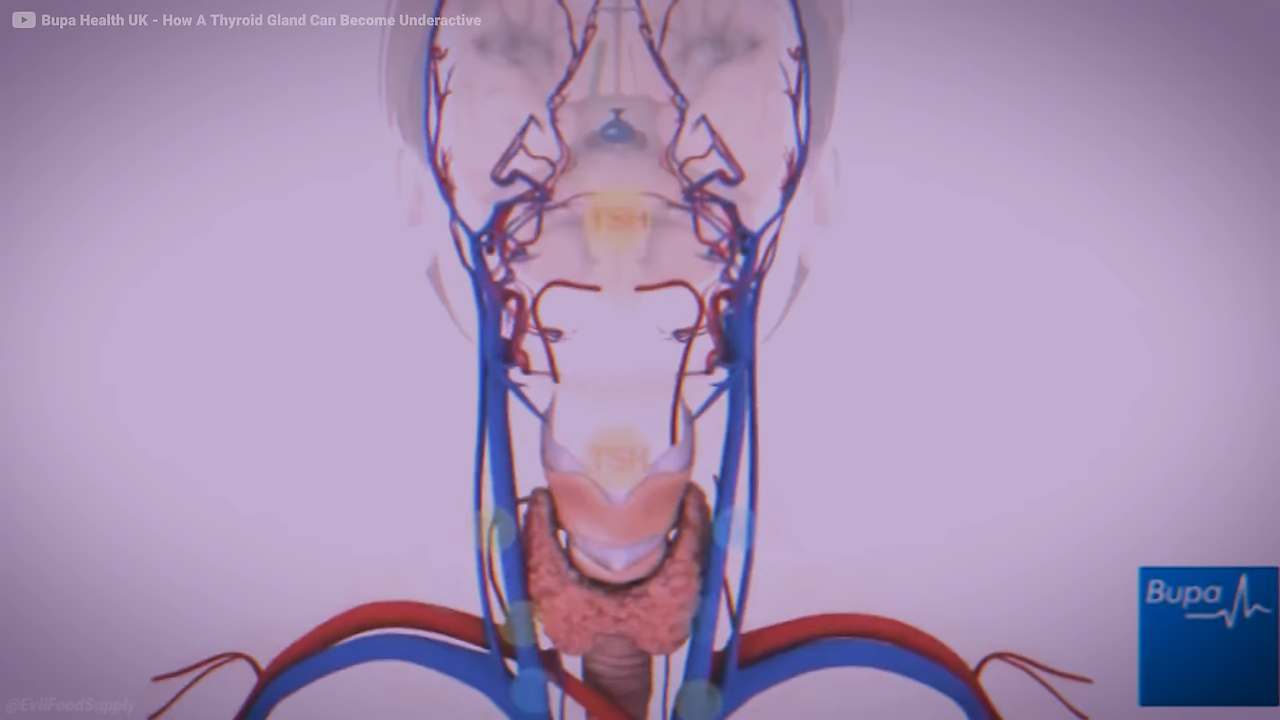 Bupa Health UK - How A Thyroid Gland Can Become Underactive
TSH
TSH
Bupa
@EvilFoodSupply